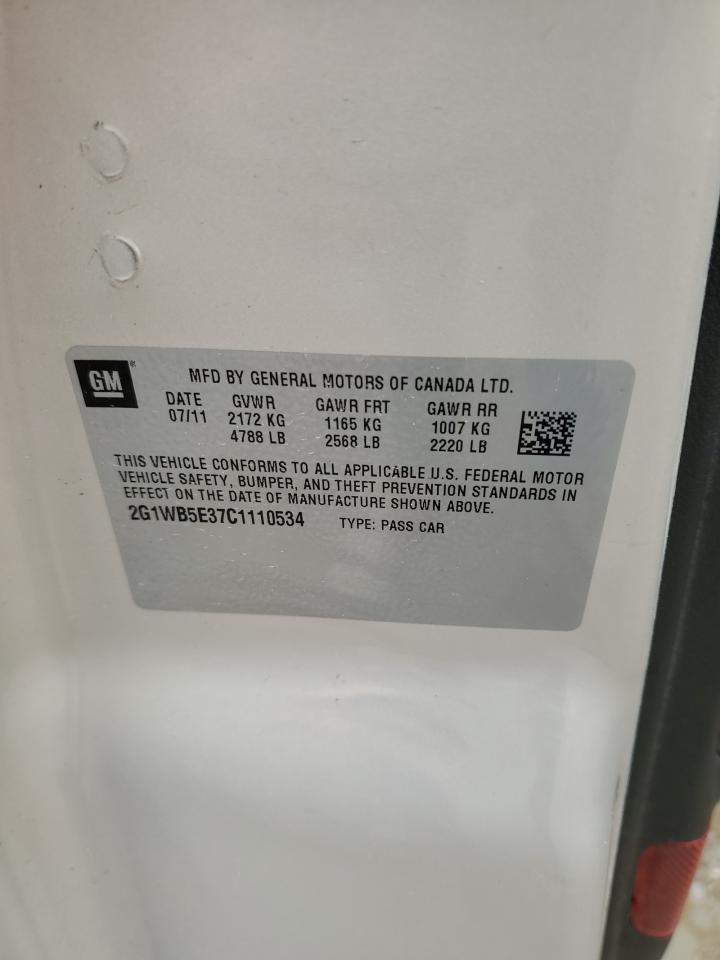 GM
MFD BY GENERAL MOTORS OF CANADA LTD.
DATE GVWR GAWR FRT GAWR RR
07/11 2172 KG 1165 KG 1007 KG
4788 LB 2568 LB 2220 LB
THIS VEHICLE CONFORMS TO ALL APPLICABLE U.S. FEDERAL MOTOR
VEHICLE SAFETY, BUMPER, AND THEFT PREVENTION STANDARDS IN
EFFECT ON THE DATE OF MANUFACTURE SHOWN ABOVE.
2G1WB5E37C1110534 TYPE: PASS CAR